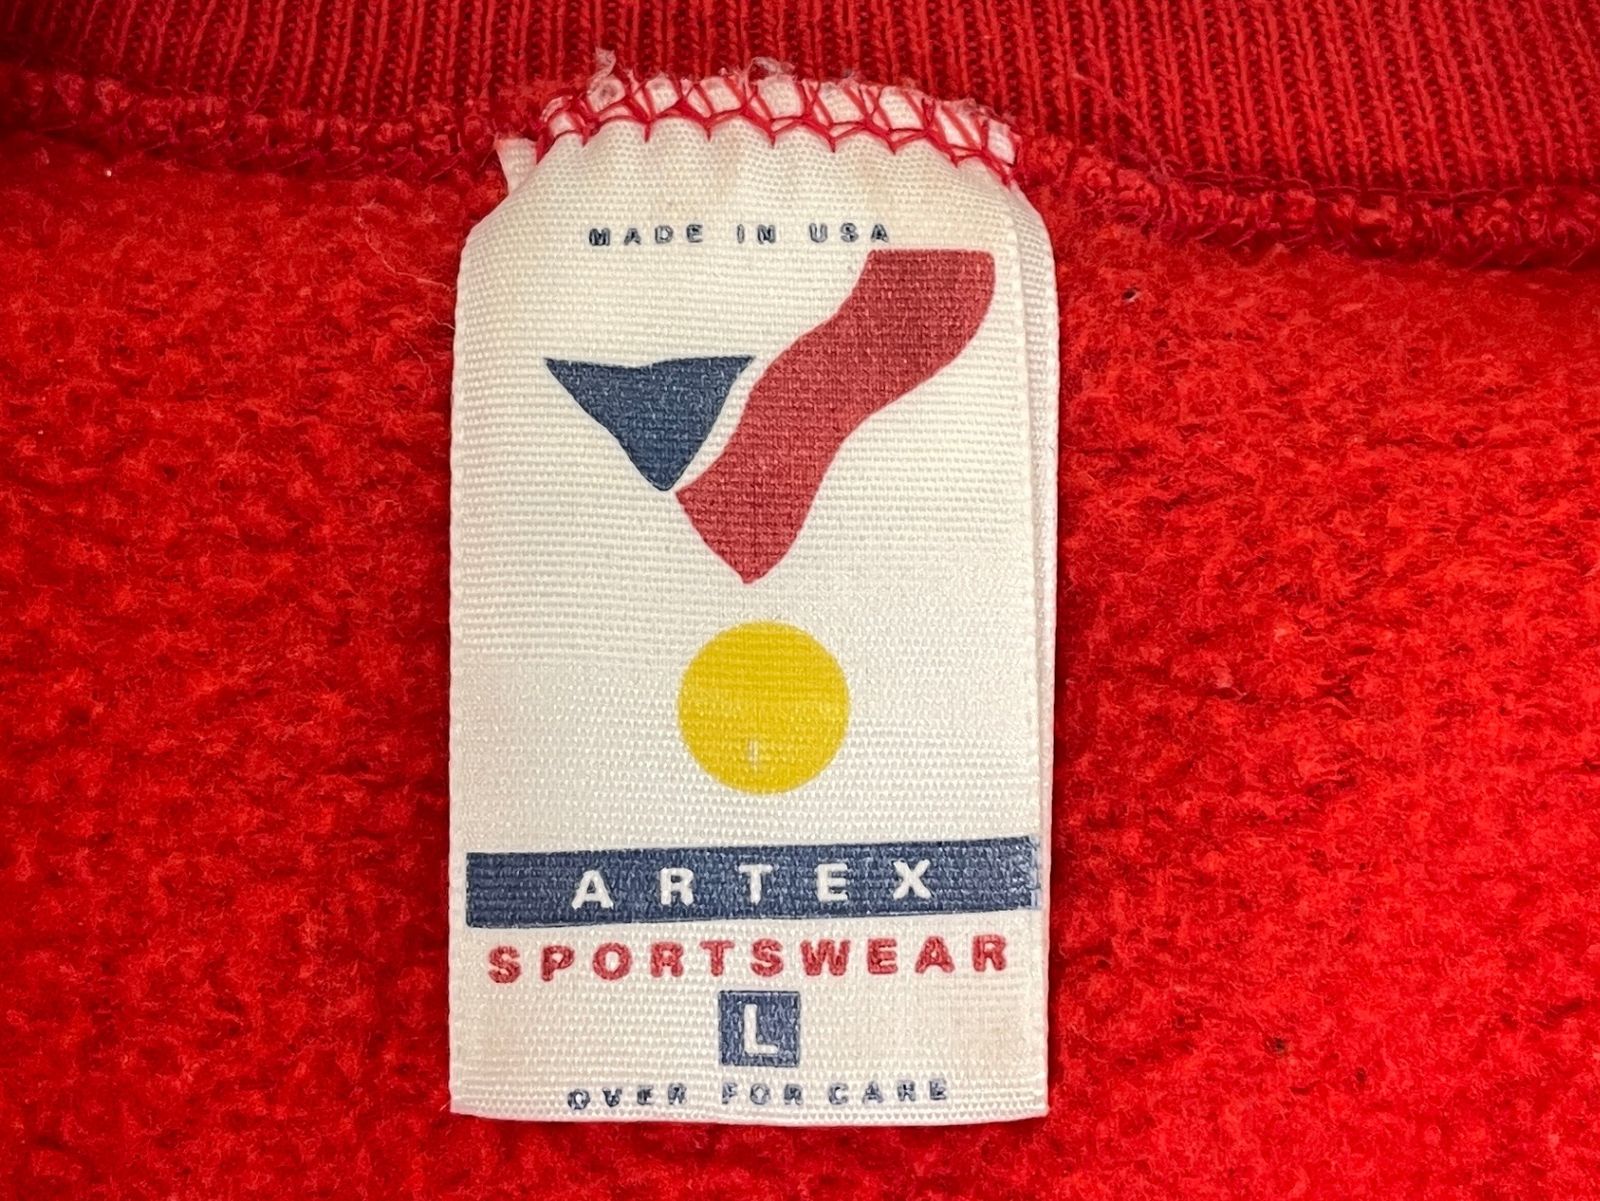 MADE IN USA
ARTEX
SPORTSWEAR
L
OVER FOR CARE